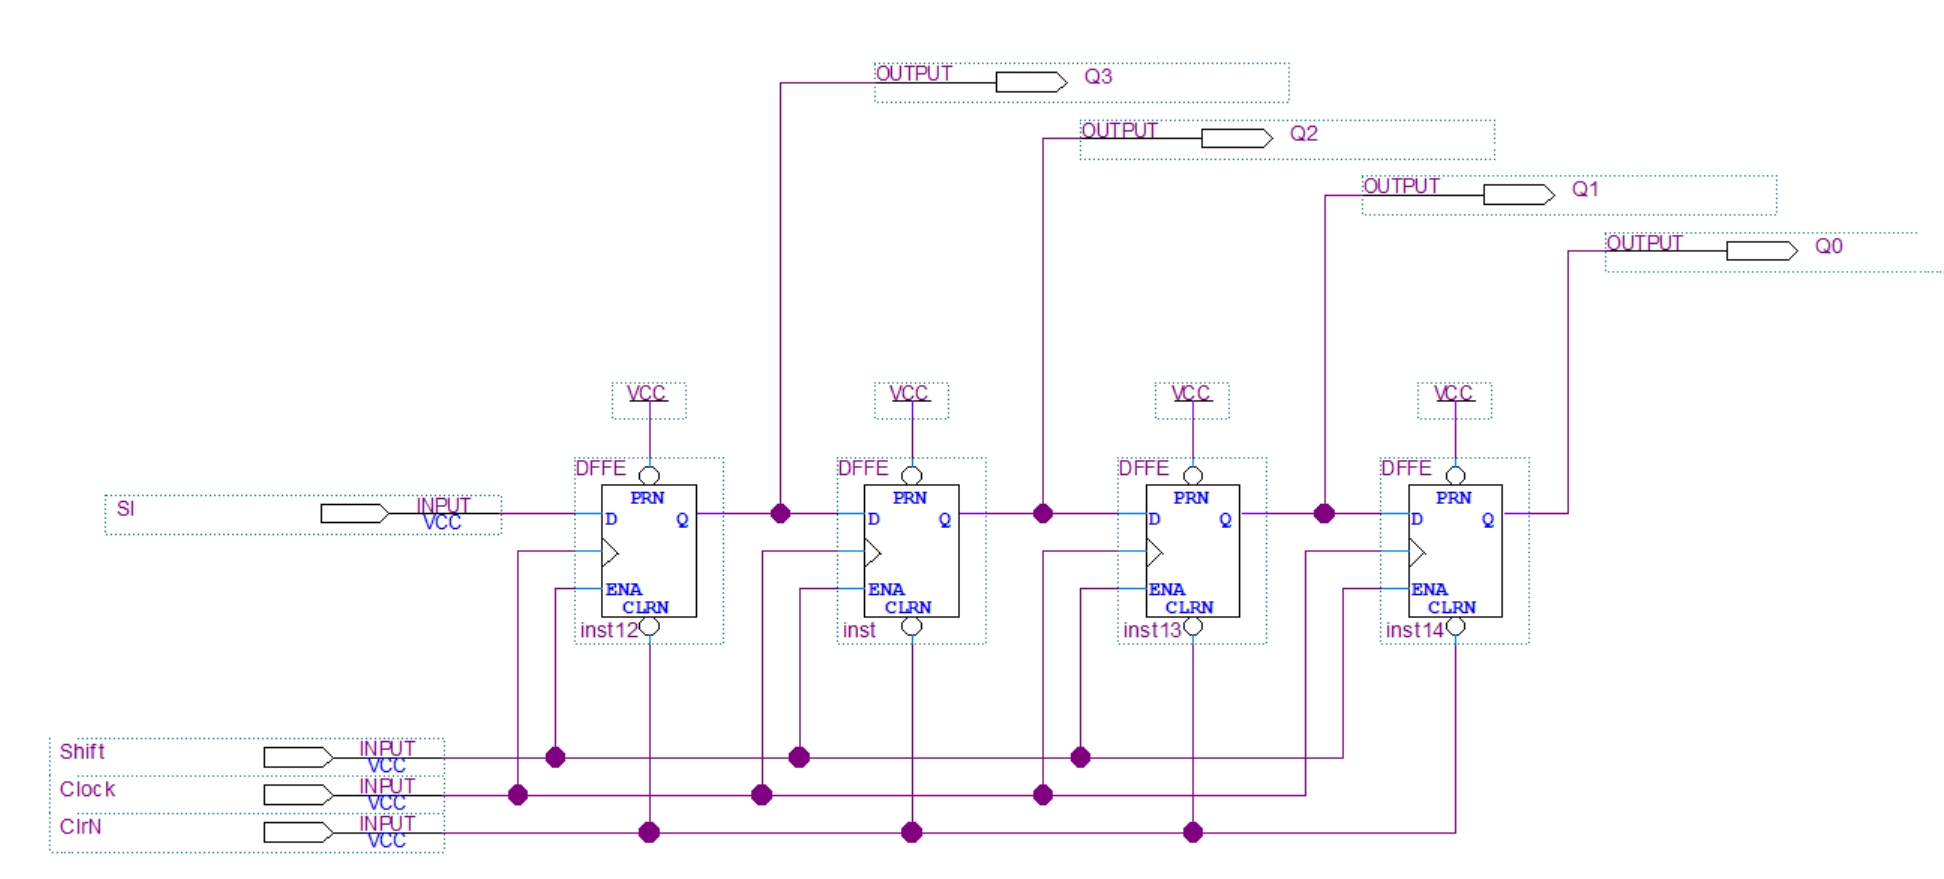 OUTPUT Q3
OUTPUT Q2
OUTPUT Q1
OUTPUT Q0
VCC VCC VCC VCC
DFFE DFFE DFFE DFFE
PRN PRN PRN PRN
SI INPUT
VCC
D Q D Q D Q D Q
ENA ENA ENA ENA
CLRN CLRN CLRN CLRN
inst12 inst inst13 inst14
Shift INPUT
VCC
Clock INPUT
VCC
ClrN INPUT
VCC